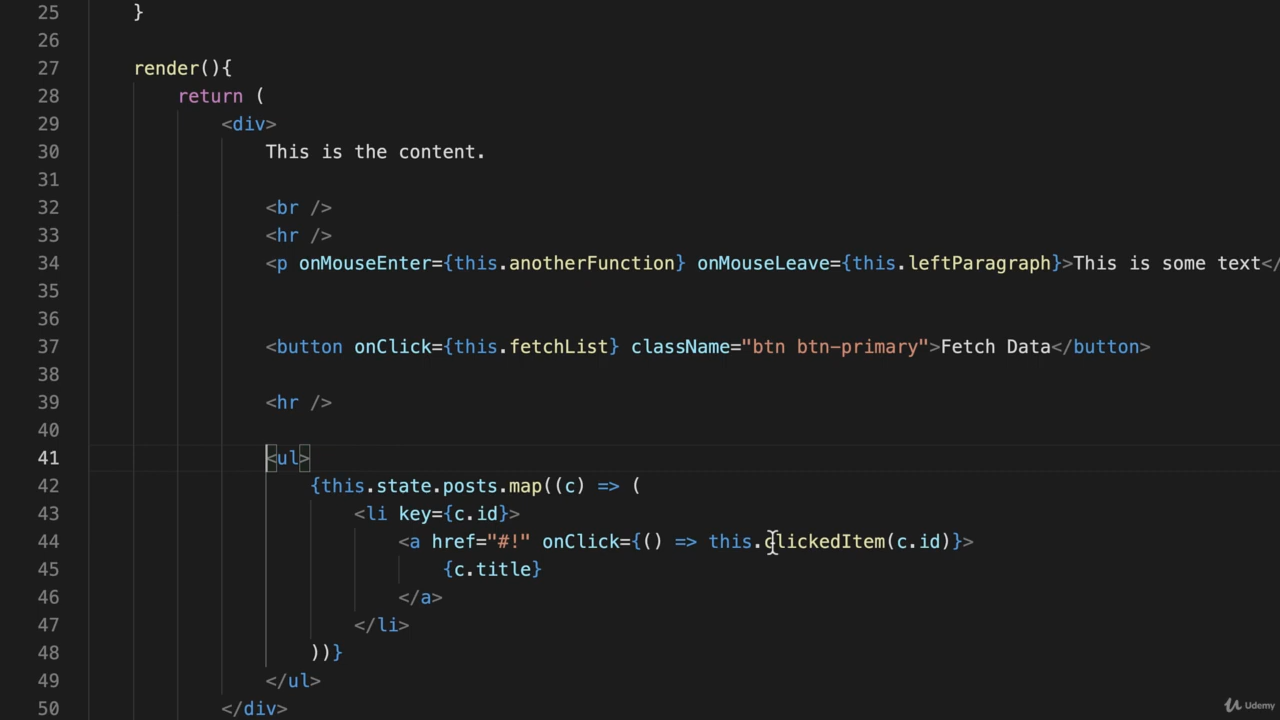 25 }
26
27 render(){
28 return (
29 <div>
30 This is the content.
31
32 <br />
33 <hr />
34 <p onMouseEnter={this.anotherFunction} onMouseLeave={this.leftParagraph}>This is some text</
35
36
37 <button onClick={this.fetchList} className="btn btn-primary">Fetch Data</button>
38
39 <hr />
40
41 <ul>
42 {this.state.posts.map((c) => (
43 <li key={c.id}>
44 <a href="#!" onClick={() => this.clickedItem(c.id)}>
45 {c.title}
46 </a>
47 </li>
48 ))}
49 </ul>
50 </div>
Udemy